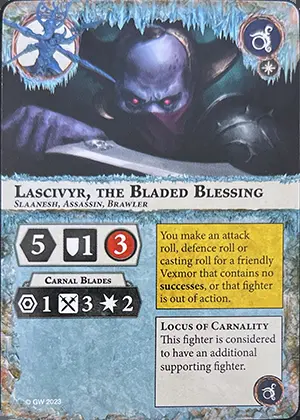 LASCIVYR, THE BLADED BLESSING
SLAANESH, ASSASSIN, BRAWLER
5 1 3
CARNAL BLADES
1 3 2
You make an attack
roll, defence roll or
casting roll for a friendly
Vexmor that contains no
successes, or that fighter
is out of action.
LOCUS OF CARNALITY
This fighter is considered
to have an additional
supporting fighter.
© GW 2023